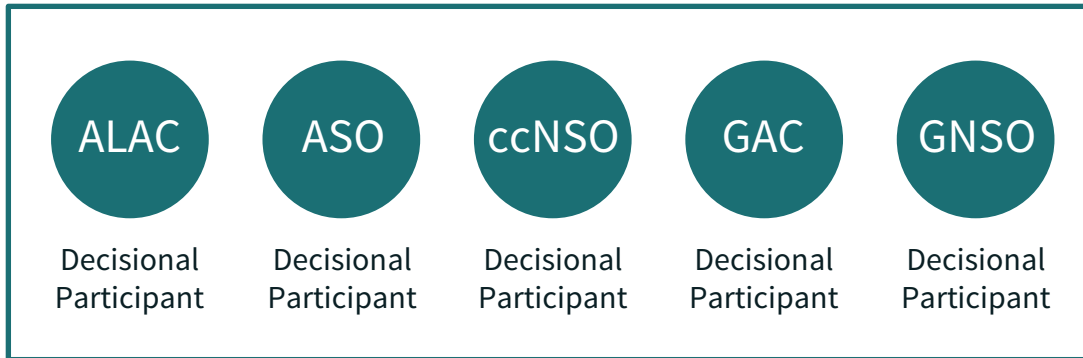 ALAC ASO ccNSO GAC GNSO
Decisional Decisional Decisional Decisional Decisional
Participant Participant Participant Participant Participant